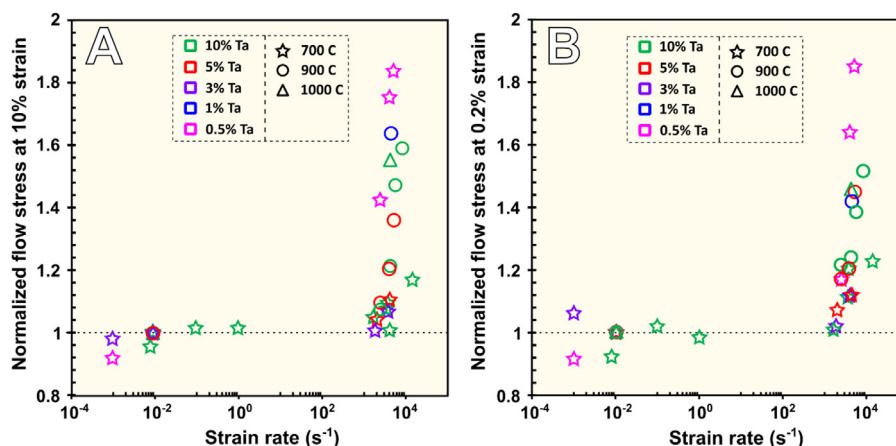 A
10% Ta
5% Ta
3% Ta
1% Ta
0.5% Ta
700 C
900 C
1000 C
Normalized flow stress at 10% strain
2
1.8
1.6
1.4
1.2
1
0.8
10⁻⁴
10⁻²
10⁰
10²
10⁴
Strain rate (s⁻¹)
B
10% Ta
5% Ta
3% Ta
1% Ta
0.5% Ta
700 C
900 C
1000 C
Normalized flow stress at 0.2% strain
2
1.8
1.6
1.4
1.2
1
0.8
10⁻⁴
10⁻²
10⁰
10²
10⁴
Strain rate (s⁻¹)